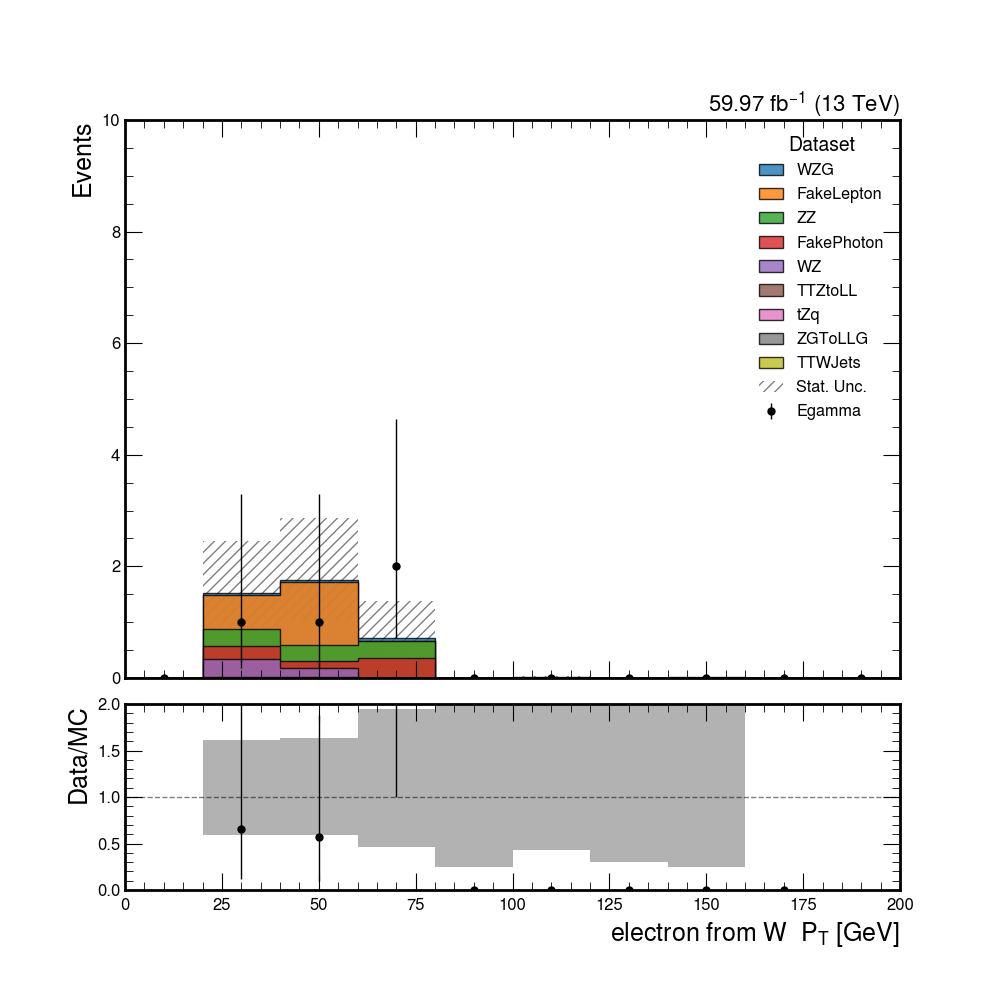 59.97 fb⁻¹ (13 TeV)
Events
10
8
6
4
2
0
Dataset
WZG
FakeLepton
ZZ
FakePhoton
WZ
TTZtoLL
tZq
ZGToLLG
TTWJets
Stat. Unc.
Egamma
Data/MC
2.0
1.5
1.0
0.5
0.0
0 25 50 75 100 125 150 175 200
electron from W P_T [GeV]